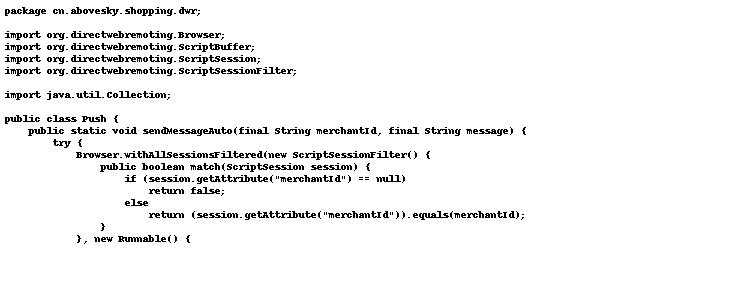 package cn.abovesky.shopping.dwr;

import org.directwebremoting.Browser;
import org.directwebremoting.ScriptBuffer;
import org.directwebremoting.ScriptSession;
import org.directwebremoting.ScriptSessionFilter;

import java.util.Collection;

public class Push {
    public static void sendMessageAuto(final String merchantId, final String message) {
        try {
            Browser.withAllSessionsFiltered(new ScriptSessionFilter() {
                public boolean match(ScriptSession session) {
                    if (session.getAttribute("merchantId") == null)
                        return false;
                    else
                        return (session.getAttribute("merchantId")).equals(merchantId);
                }
            }, new Runnable() {